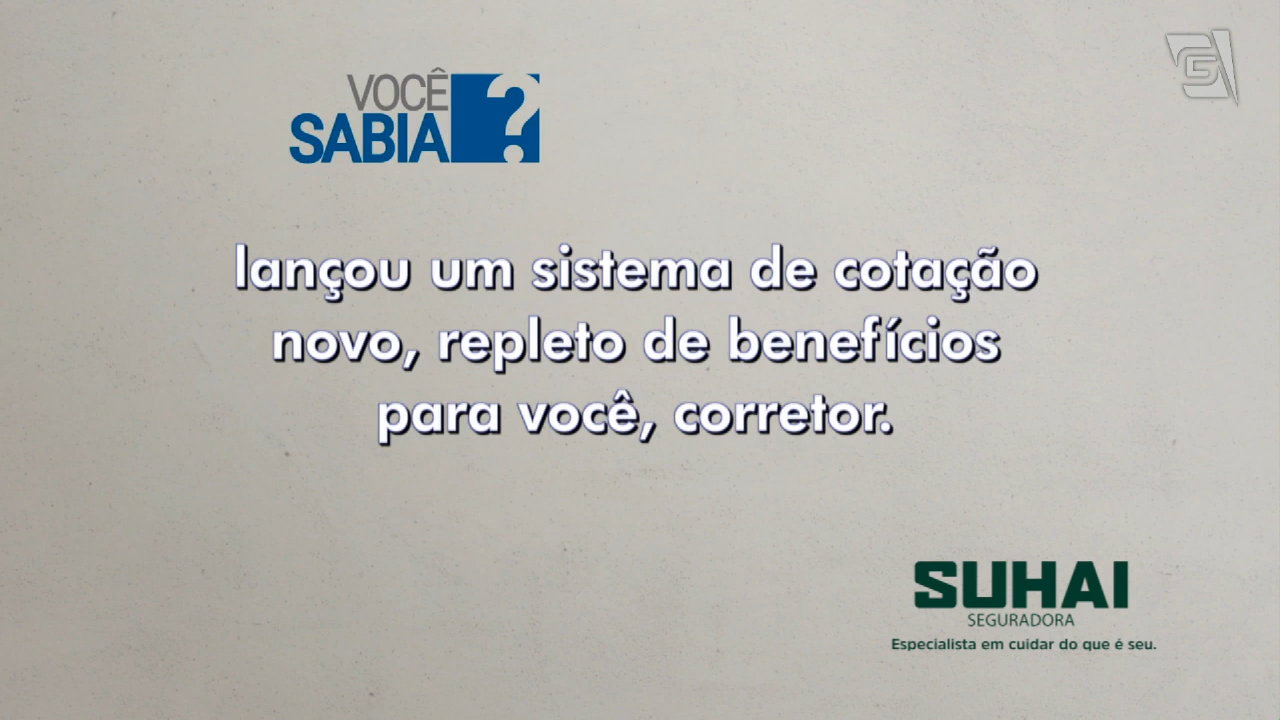 VOCÊ
SABIA?
lançou um sistema de cotação
novo, repleto de benefícios
para você, corretor.
SUHAI
SEGURADORA
Especialista em cuidar do que é seu.